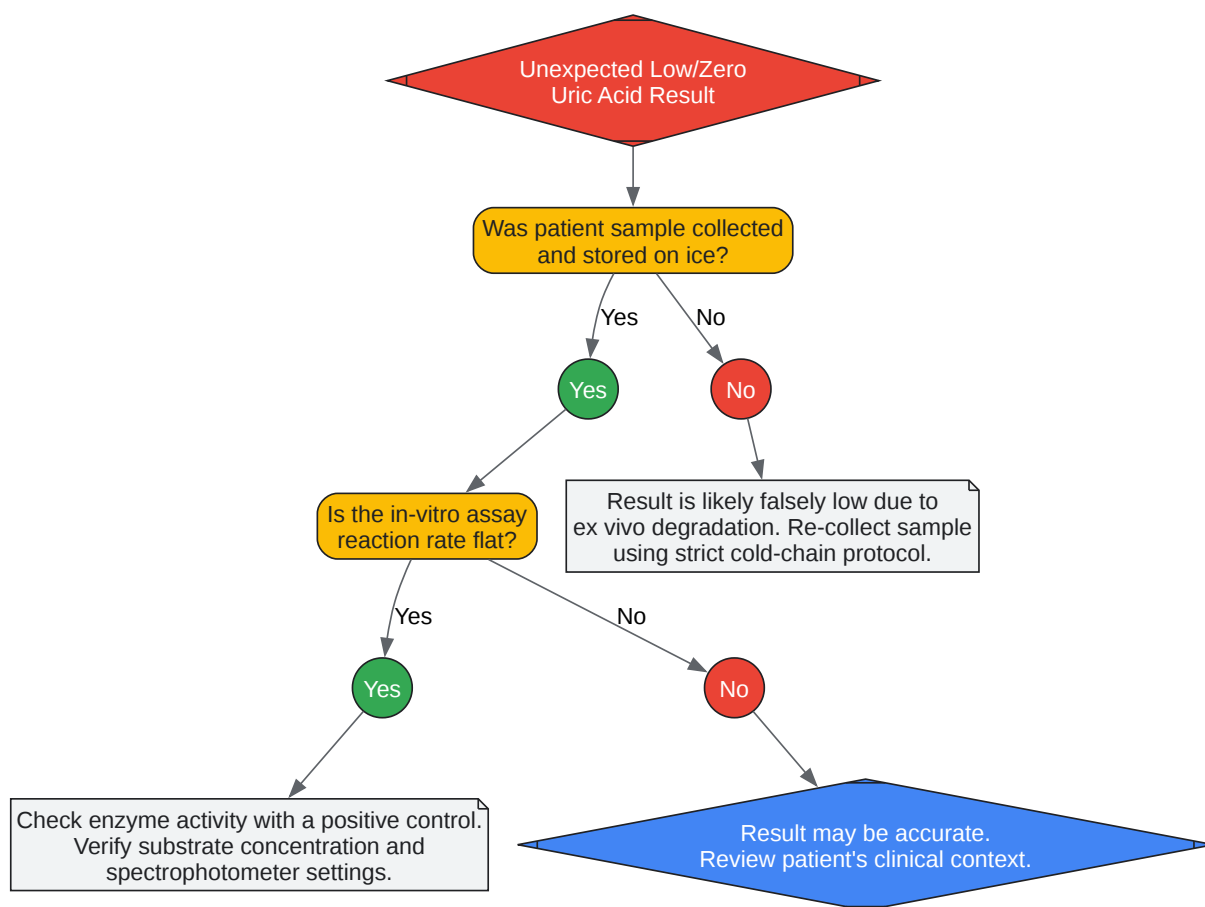 Unexpected Low/Zero
Uric Acid Result
Was patient sample collected
and stored on ice?
Yes
No
Yes
No
Is the in-vitro assay
reaction rate flat?
Result is likely falsely low due to
ex vivo degradation. Re-collect sample
using strict cold-chain protocol.
Yes
No
Yes
No
Check enzyme activity with a positive control.
Verify substrate concentration and
spectrophotometer settings.
Result may be accurate.
Review patient's clinical context.